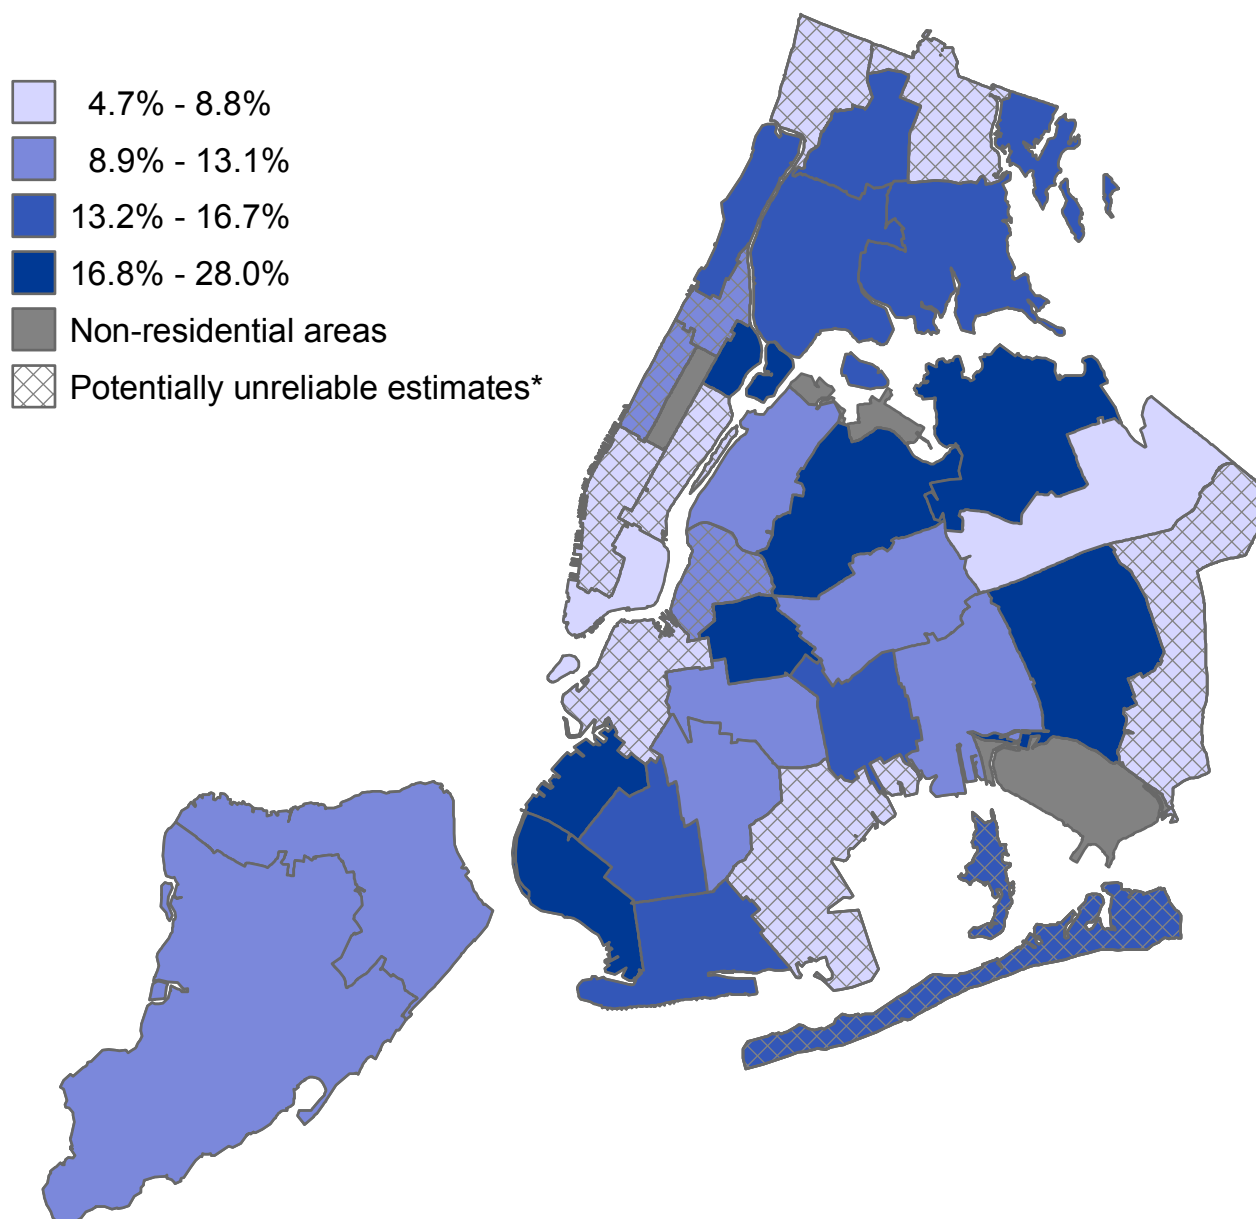 4.7% - 8.8%
8.9% - 13.1%
13.2% - 16.7%
16.8% - 28.0%
Non-residential areas
Potentially unreliable estimates*